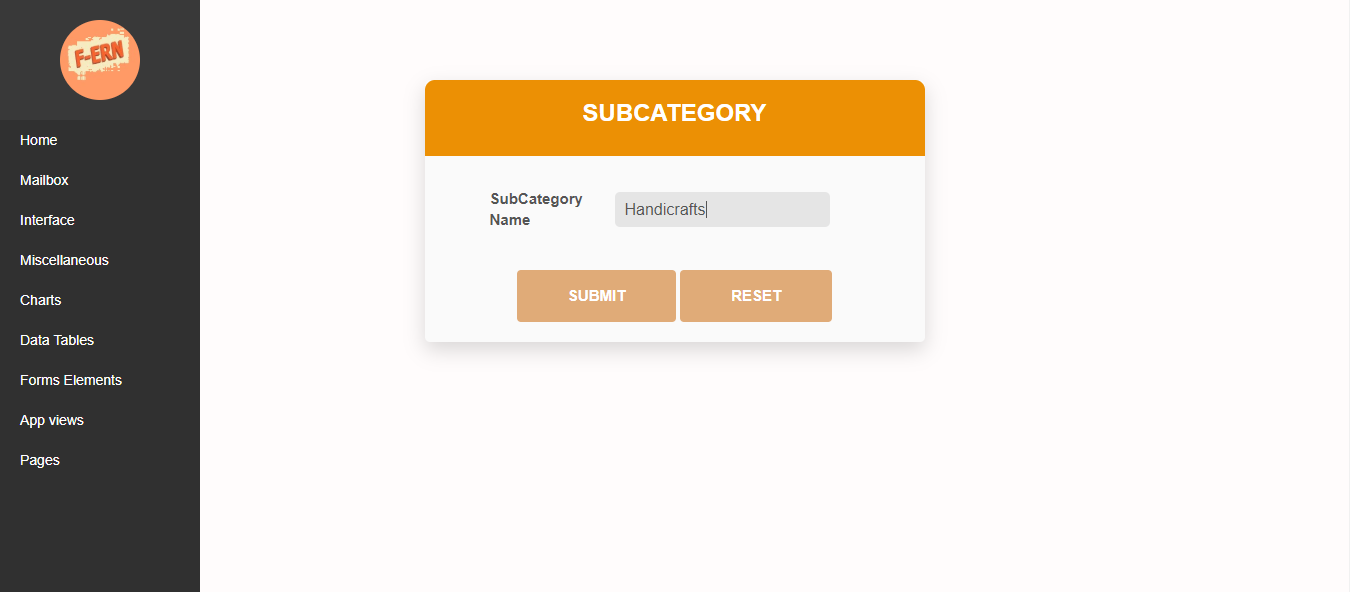 F-ERN
Home
Mailbox
Interface
Miscellaneous
Charts
Data Tables
Forms Elements
App views
Pages
SUBCATEGORY
SubCategory
Name
Handicrafts
SUBMIT
RESET